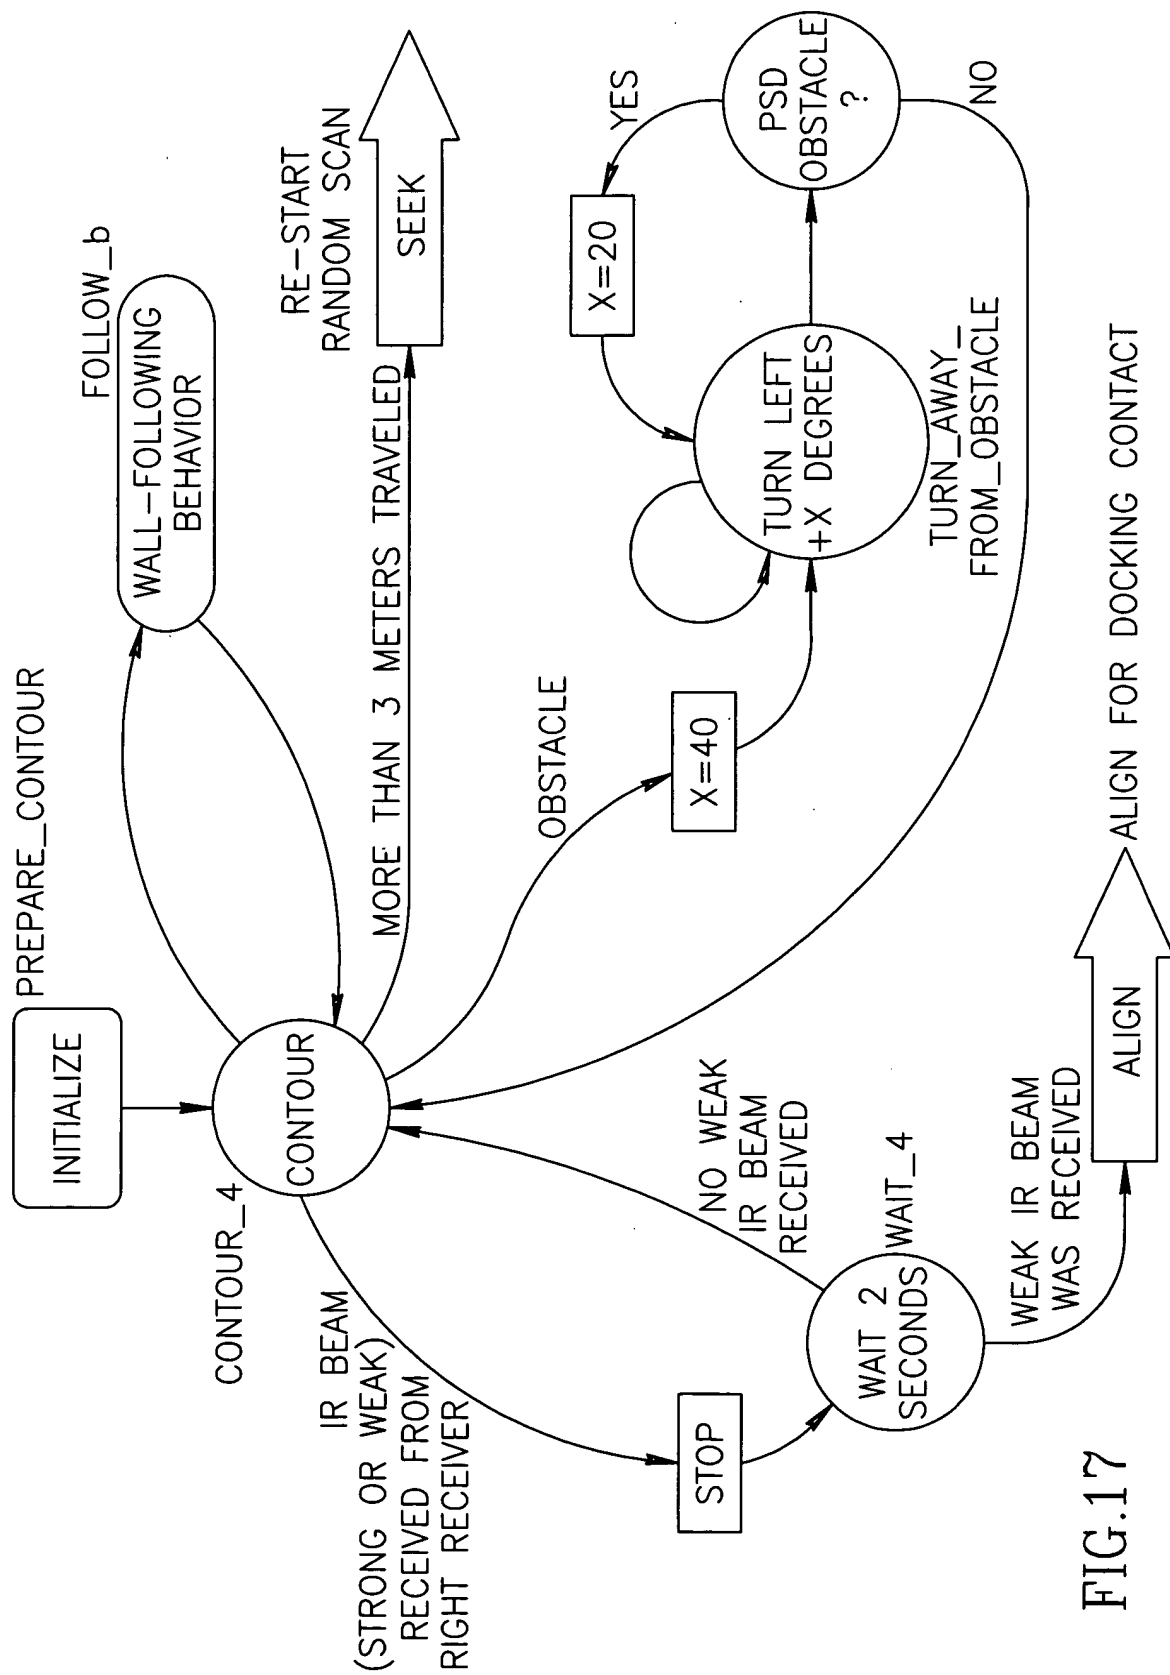 PREPARE_CONTOUR
INITIALIZE
FOLLOW_b
WALL-FOLLOWING
BEHAVIOR
CONTOUR_4
CONTOUR
RE-START
RANDOM SCAN
SEEK
MORE THAN 3 METERS TRAVELED
IR BEAM
(STRONG OR WEAK)
RECEIVED FROM
RIGHT RECEIVER
OBSTACLE
X=40
X=20
YES
TURN LEFT
+X DEGREES
TURN_AWAY_
FROM_OBSTACLE
PSD
OBSTACLE
?
NO
STOP
NO WEAK
IR BEAM
RECEIVED
WAIT 2
SECONDS
WAIT_4
WEAK IR BEAM
WAS RECEIVED
ALIGN
ALIGN FOR DOCKING CONTACT
FIG.17